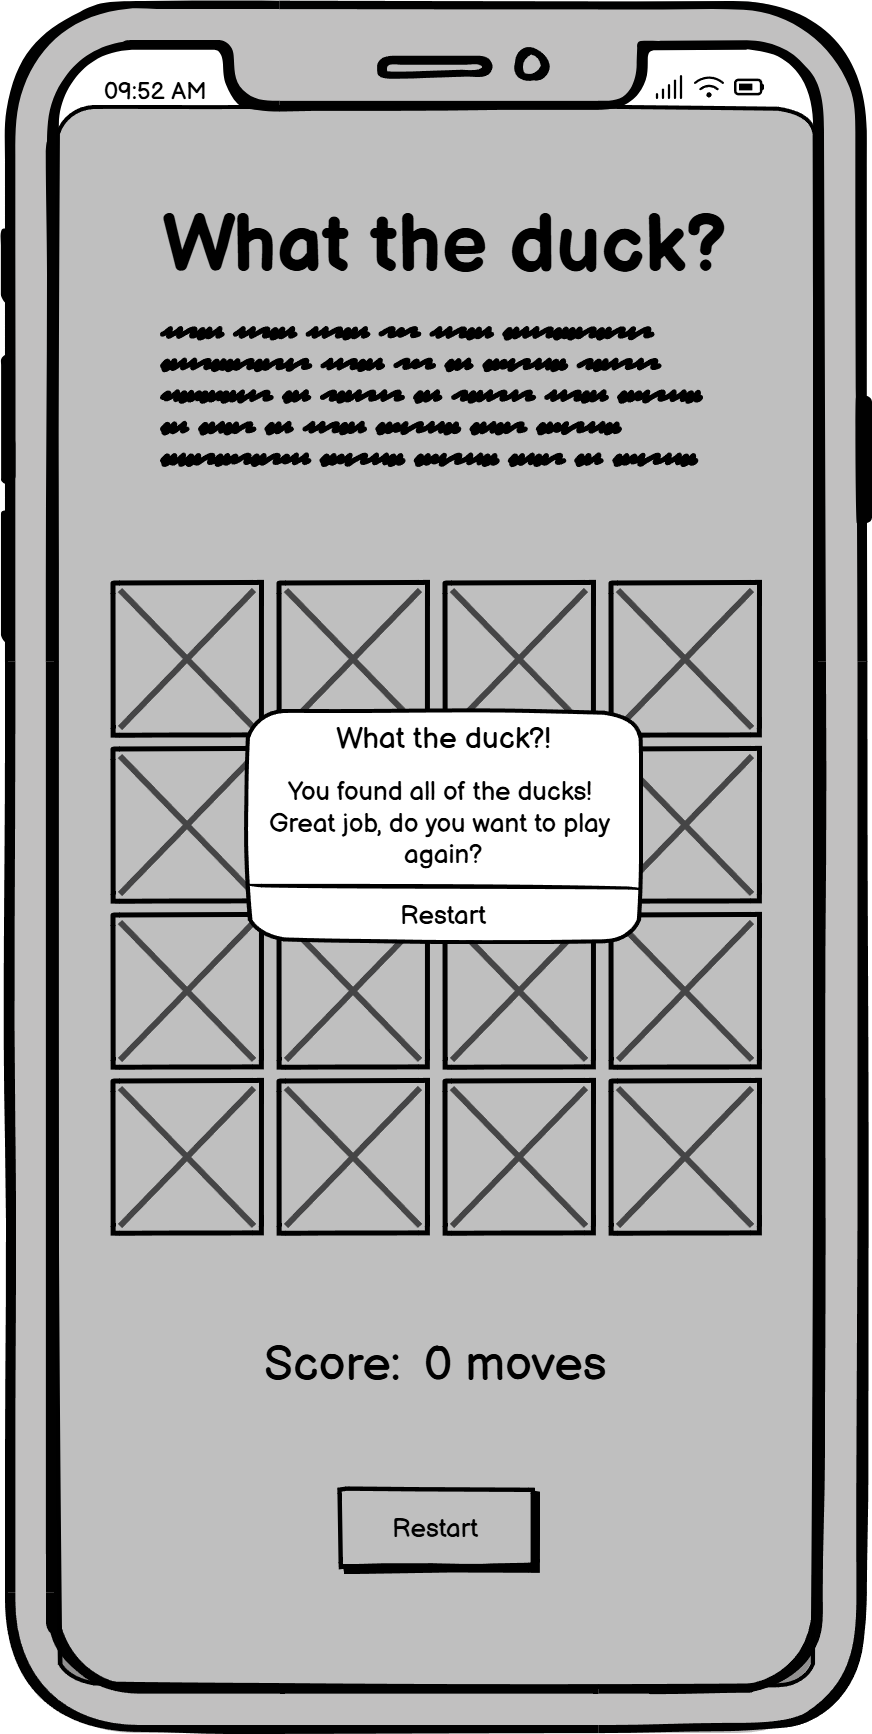 09:52 AM
What the duck?
What the duck?!
You found all of the ducks!
Great job, do you want to play
again?
Restart
Score: 0 moves
Restart